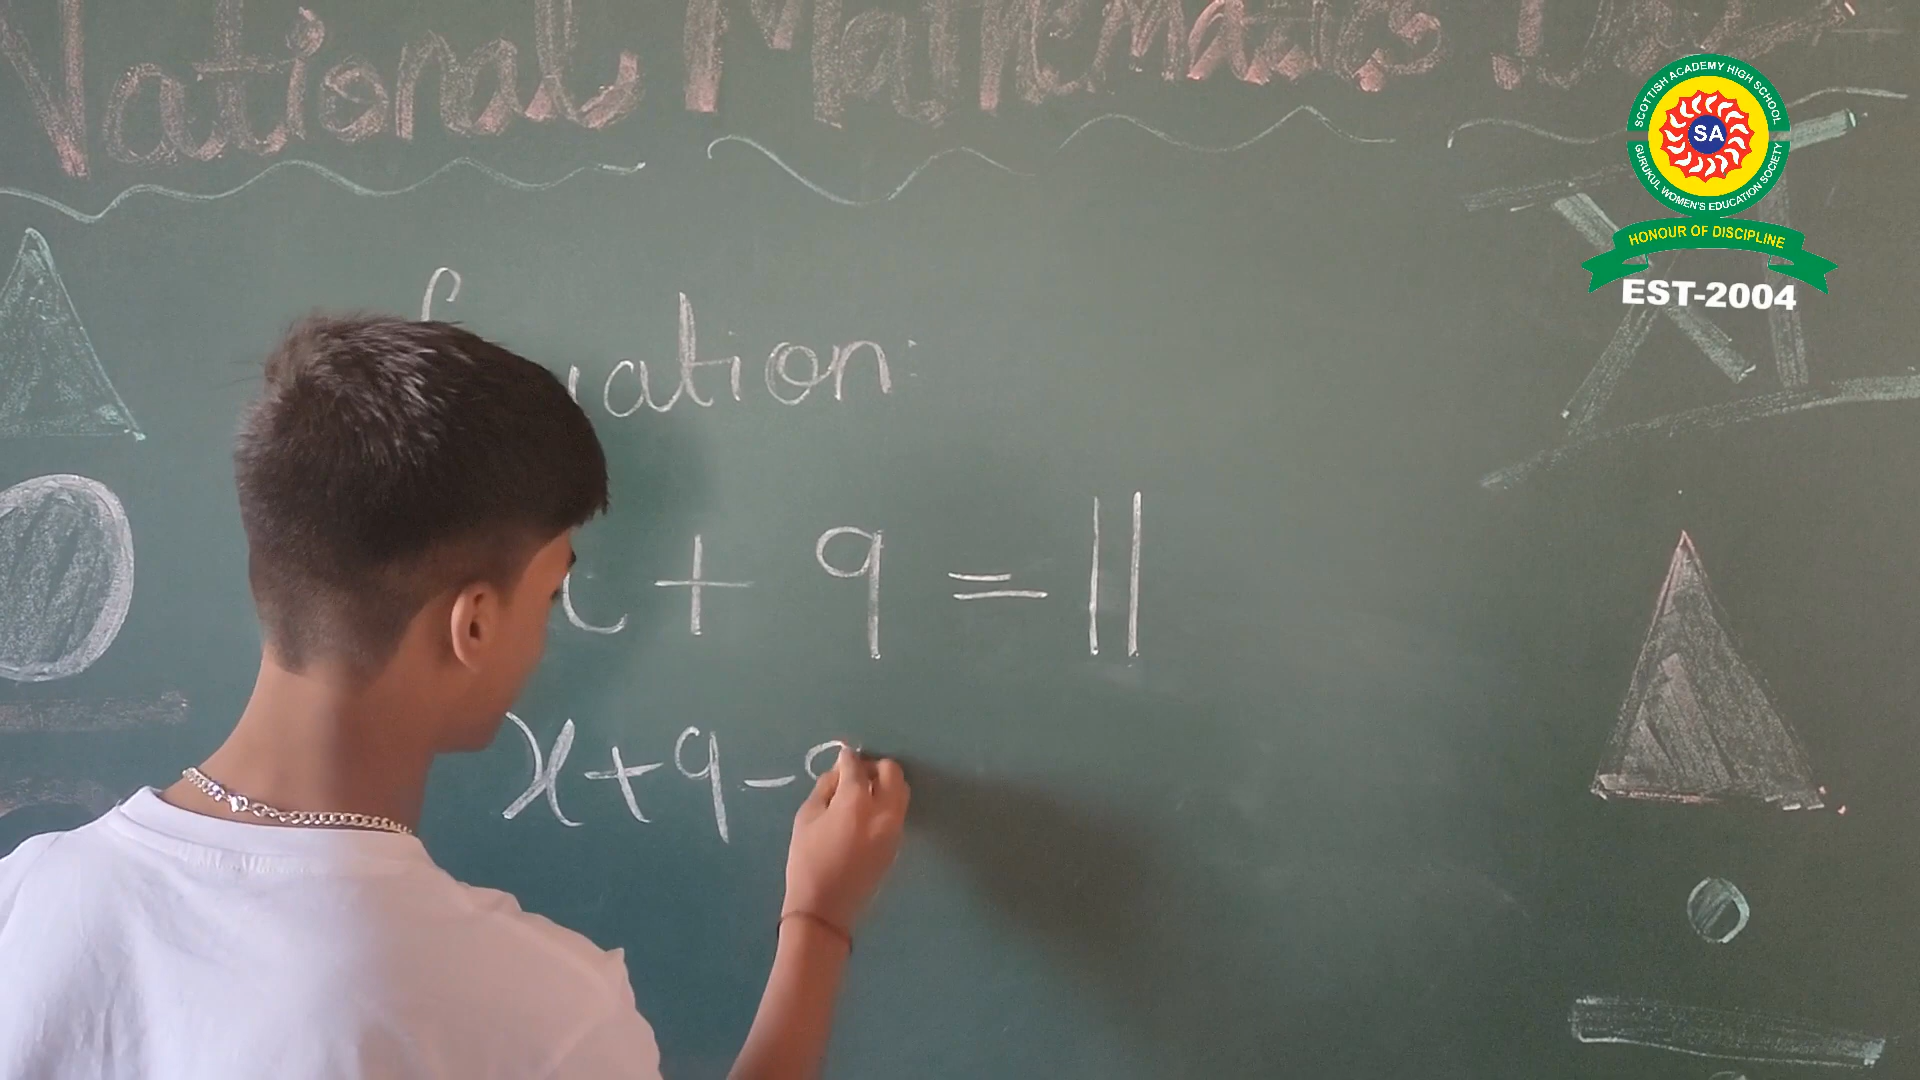 National Mathematics Day
SCOTTISH ACADEMY HIGH SCHOOL
SA
GURUKUL WOMEN'S EDUCATION SOCIETY
HONOUR OF DISCIPLINE
EST-2004
uation:
x + 9 = 11
x+9-9